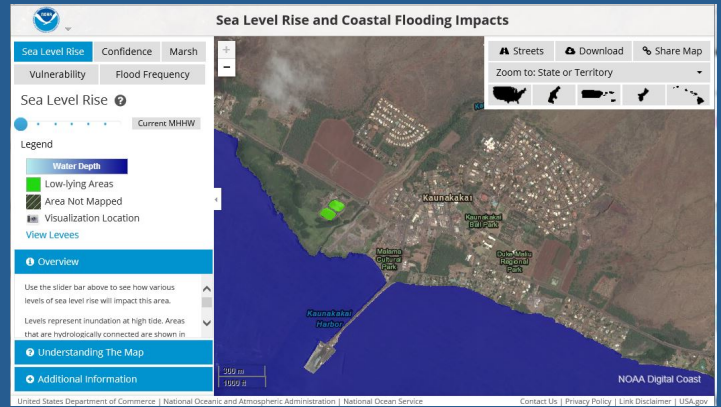 NOAA
Sea Level Rise and Coastal Flooding Impacts
Sea Level Rise
Confidence
Marsh
Vulnerability
Flood Frequency
Sea Level Rise
Current MHHW
Legend
Water Depth
Low-lying Areas
Area Not Mapped
Visualization Location
View Levees
Overview
Use the slider bar above to see how various
levels of sea level rise will impact this area.
Levels represent inundation at high tide. Areas
that are hydrologically connected are shown in
Understanding The Map
Additional Information
+
−
Streets
Download
Share Map
Zoom to: State or Territory
Kaunakakai
Kaunakakai
Ball Park
Malama
Cultural
Park
Duke Maliu
Regional
Park
Kaunakakai
Harbor
300 m
1000 ft
NOAA Digital Coast
United States Department of Commerce | National Oceanic and Atmospheric Administration | National Ocean Service
Contact Us | Privacy Policy | Link Disclaimer | USA.gov